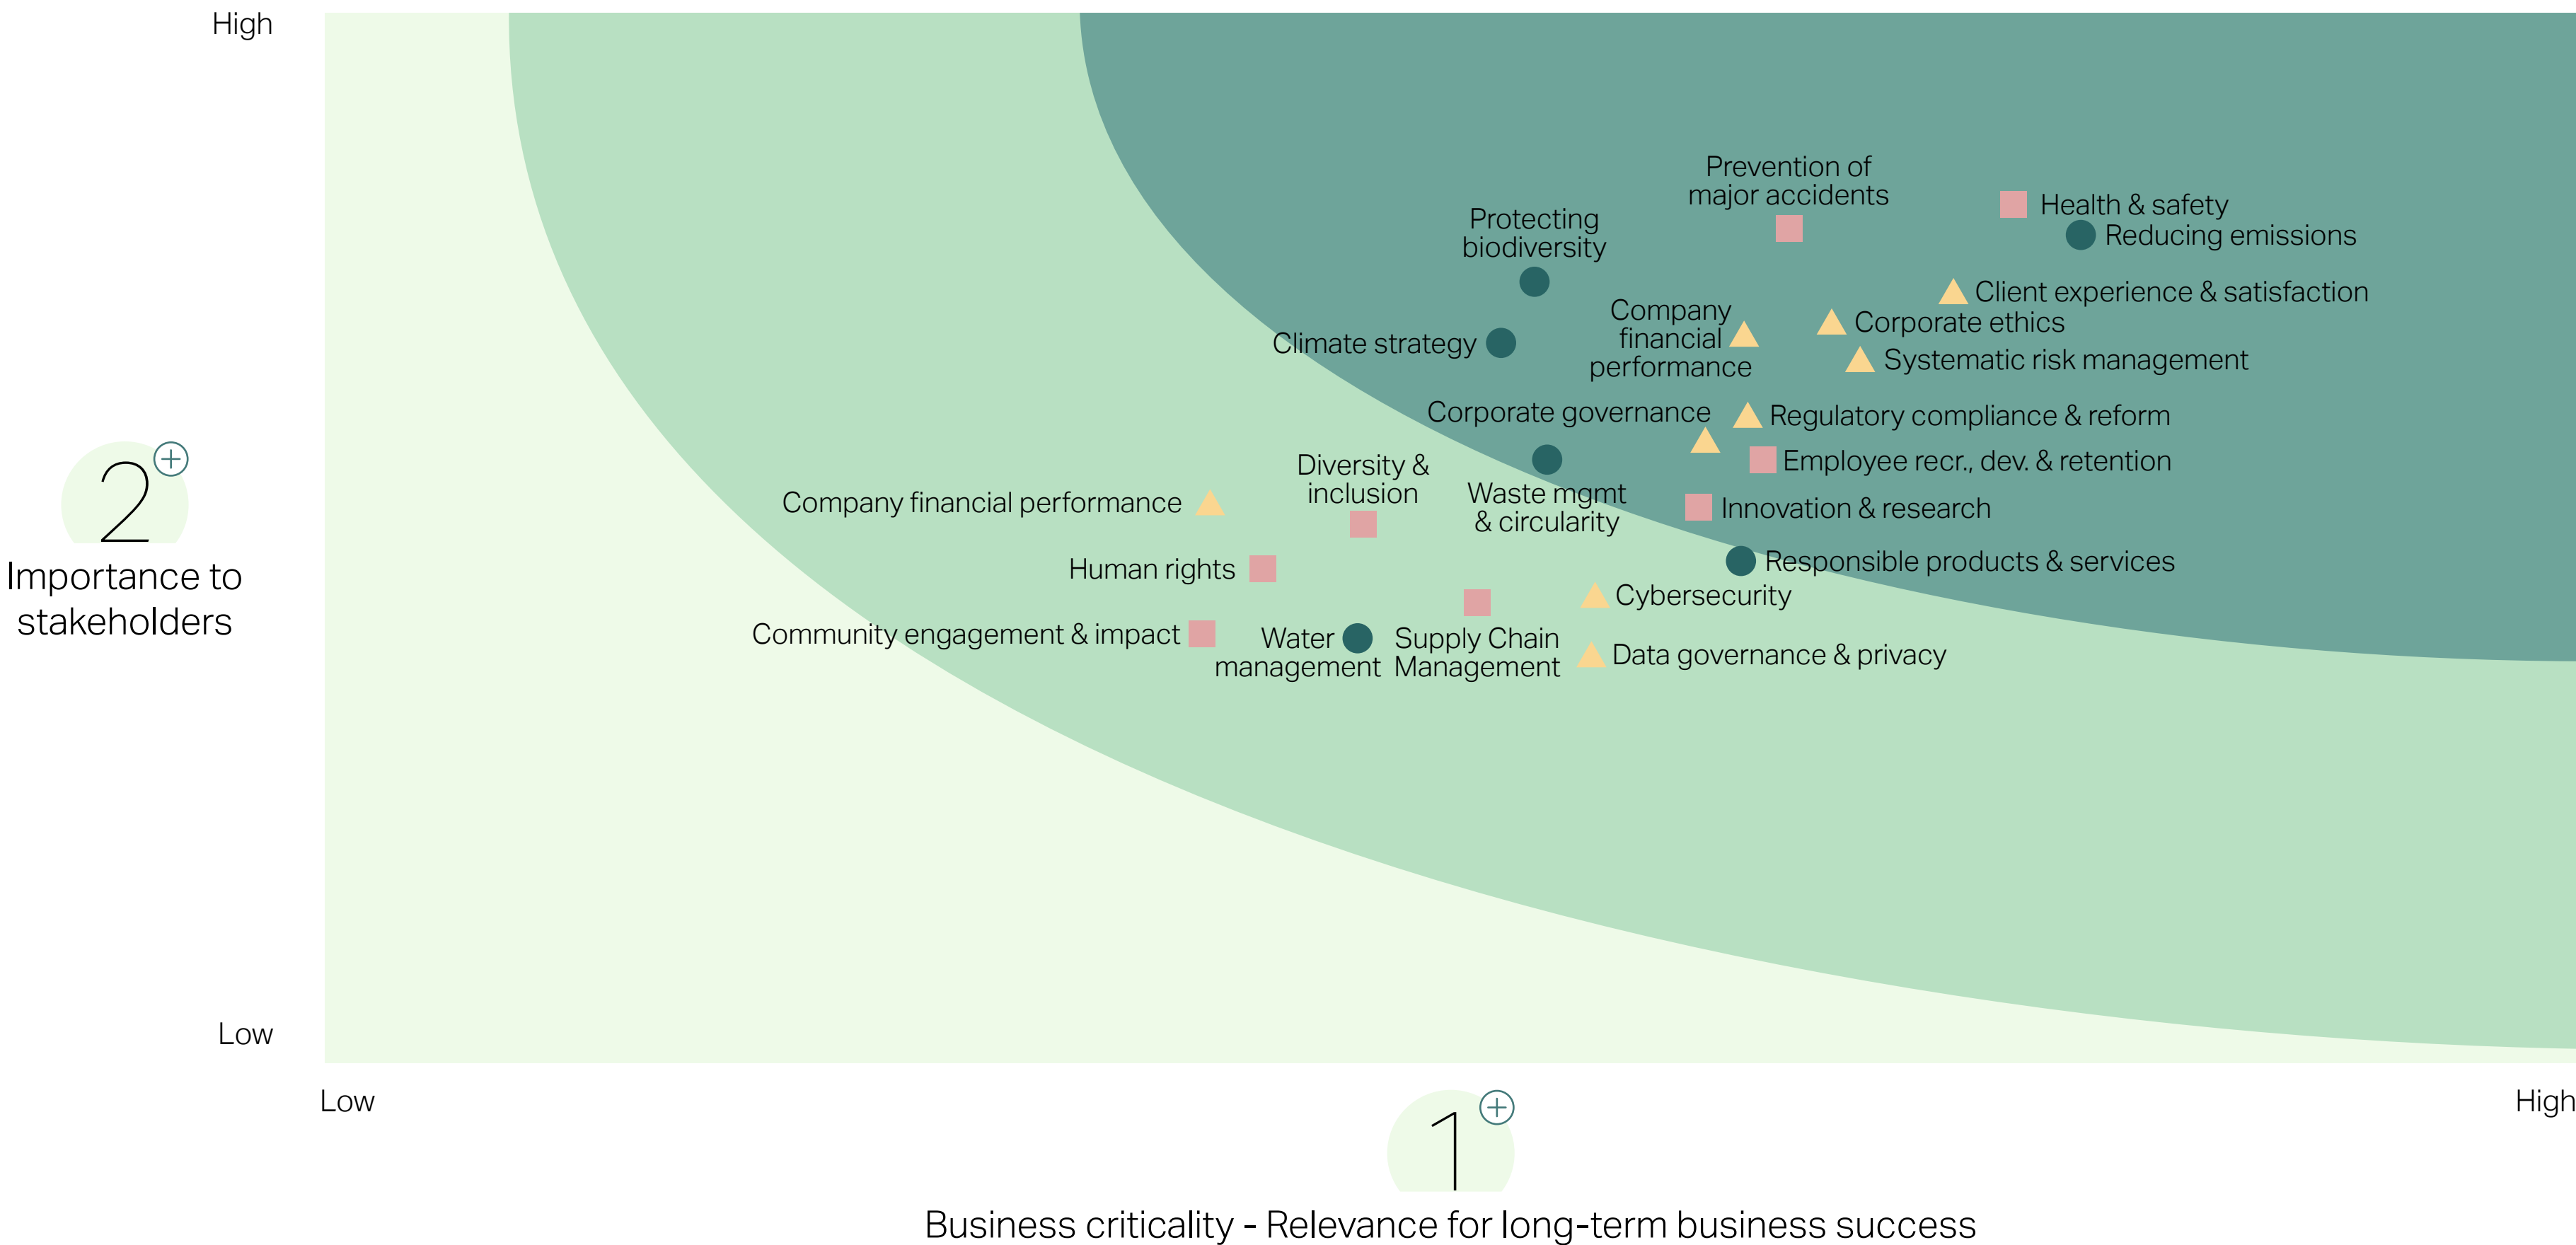 High
Prevention of
major accidents
Health & safety
Protecting
biodiversity
Reducing emissions
Client experience & satisfaction
Company
financial
performance
Corporate ethics
Climate strategy
Systematic risk management
Corporate governance
Regulatory compliance & reform
Employee recr., dev. & retention
Diversity &
inclusion
Waste mgmt
& circularity
Company financial performance
Innovation & research
2
Importance to
stakeholders
Human rights
Responsible products & services
Cybersecurity
Community engagement & impact
Water
management
Supply Chain
Management
Data governance & privacy
Low
Low
High
1
Business criticality - Relevance for long-term business success